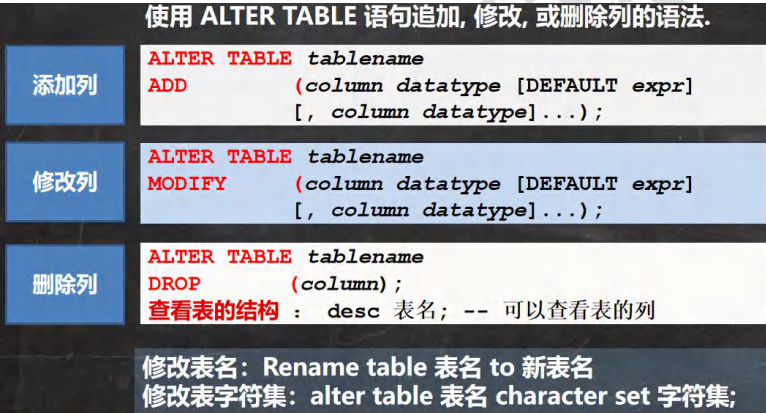 使用 ALTER TABLE 语句追加, 修改, 或删除列的语法.
添加列
ALTER TABLE tablename
ADD (column datatype [DEFAULT expr]
[, column datatype]...);
修改列
ALTER TABLE tablename
MODIFY (column datatype [DEFAULT expr]
[, column datatype]...);
删除列
ALTER TABLE tablename
DROP (column);
查看表的结构 : desc 表名; -- 可以查看表的列
修改表名：Rename table 表名 to 新表名
修改表字符集：alter table 表名 character set 字符集;